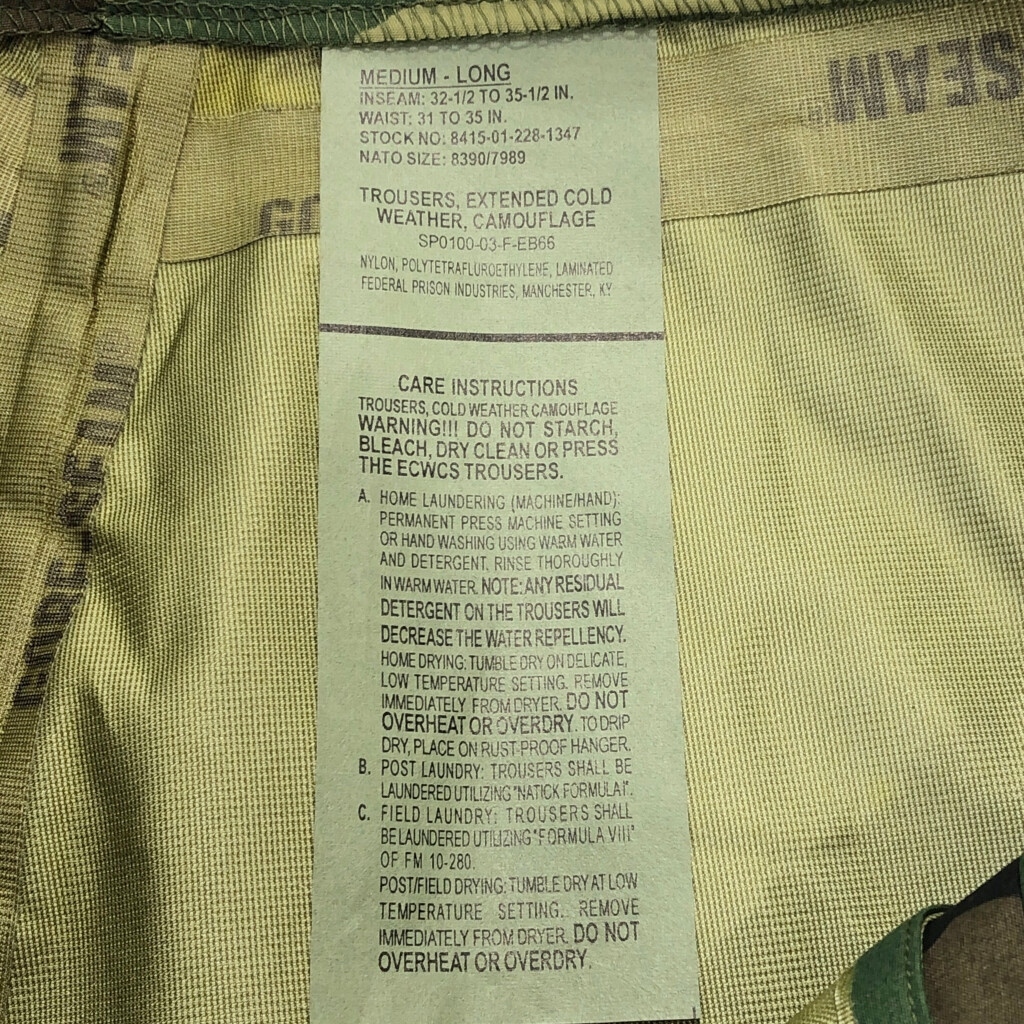 MEDIUM - LONG
INSEAM: 32-1/2 TO 35-1/2 IN.
WAIST: 31 TO 35 IN.
STOCK NO: 8415-01-228-1347
NATO SIZE: 8390/7989
TROUSERS, EXTENDED COLD
WEATHER, CAMOUFLAGE
SP0100-03-F-EB66
NYLON, POLYTETRAFLUROETHYLENE, LAMINATED
FEDERAL PRISON INDUSTRIES, MANCHESTER, KY
CARE INSTRUCTIONS
TROUSERS, COLD WEATHER CAMOUFLAGE
WARNING!!! DO NOT STARCH,
BLEACH, DRY CLEAN OR PRESS
THE ECWCS TROUSERS.
A. HOME LAUNDERING (MACHINE/HAND):
PERMANENT PRESS MACHINE SETTING
OR HAND WASHING USING WARM WATER
AND DETERGENT. RINSE THOROUGHLY
IN WARM WATER. NOTE: ANY RESIDUAL
DETERGENT ON THE TROUSERS WILL
DECREASE THE WATER REPELLENCY.
HOME DRYING: TUMBLE DRY ON DELICATE,
LOW TEMPERATURE SETTING. REMOVE
IMMEDIATELY FROM DRYER. DO NOT
OVERHEAT OR OVERDRY. TO DRIP
DRY, PLACE ON RUST-PROOF HANGER.
B. POST LAUNDRY: TROUSERS SHALL BE
LAUNDERED UTILIZING "NATICK FORMULA I".
C. FIELD LAUNDRY: TROUSERS SHALL
BE LAUNDERED UTILIZING "FORMULA VIII"
OF FM 10-280.
POST/FIELD DRYING: TUMBLE DRY AT LOW
TEMPERATURE SETTING. REMOVE
IMMEDIATELY FROM DRYER. DO NOT
OVERHEAT OR OVERDRY.
SEAM
GO